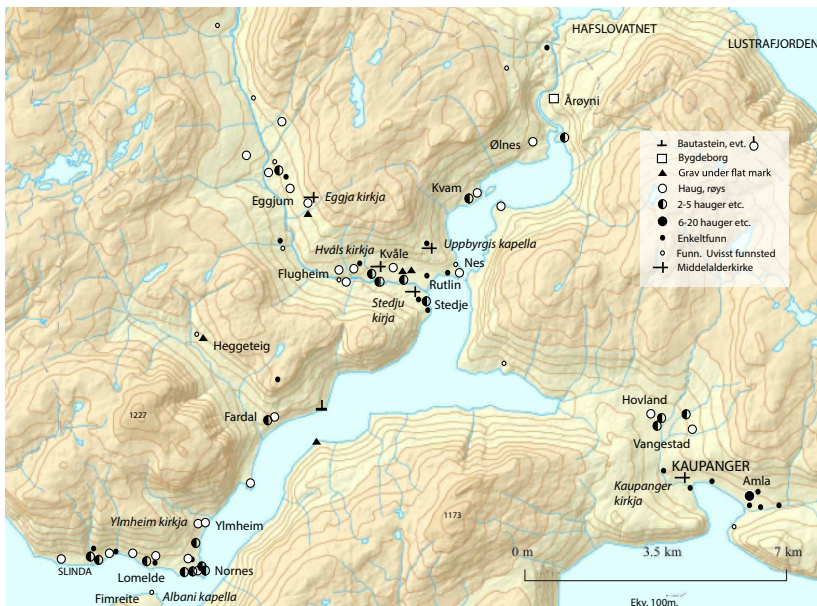 HAFSLOVATNET
LUSTRAFJORDEN
Årøyni
Ølnes
Bautastein, evt.
Bygdeborg
Grav under flat mark
Haug, røys
2-5 hauger etc.
6-20 hauger etc.
Enkeltfunn
Funn. Uvisst funnsted
Middelalderkirke
Kvam
Eggja kirkja
Eggjum
Hváls kirkja
Uppbyrgis kapella
Kvåle
Nes
Flugheim
Rutlin
Stedju
kirja
Stedje
Heggeteig
1227
Fardal
Hovland
Vangestad
KAUPANGER
Kaupanger
kirkja
Amla
Ylmheim kirkja
Ylmheim
1173
0 m
3.5 km
7 km
SLINDA
Lomelde
Nornes
Fimreite
Albani kapella
Ekv. 100m.